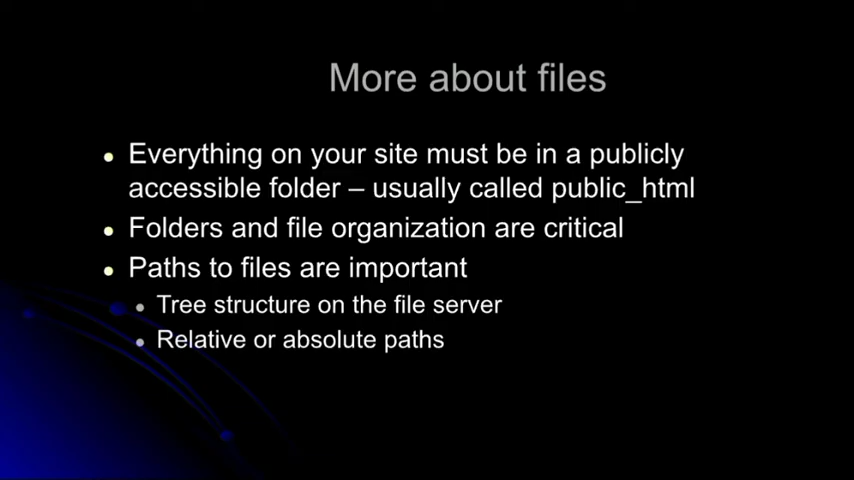 More about files
Everything on your site must be in a publicly
accessible folder – usually called public_html
Folders and file organization are critical
Paths to files are important
Tree structure on the file server
Relative or absolute paths